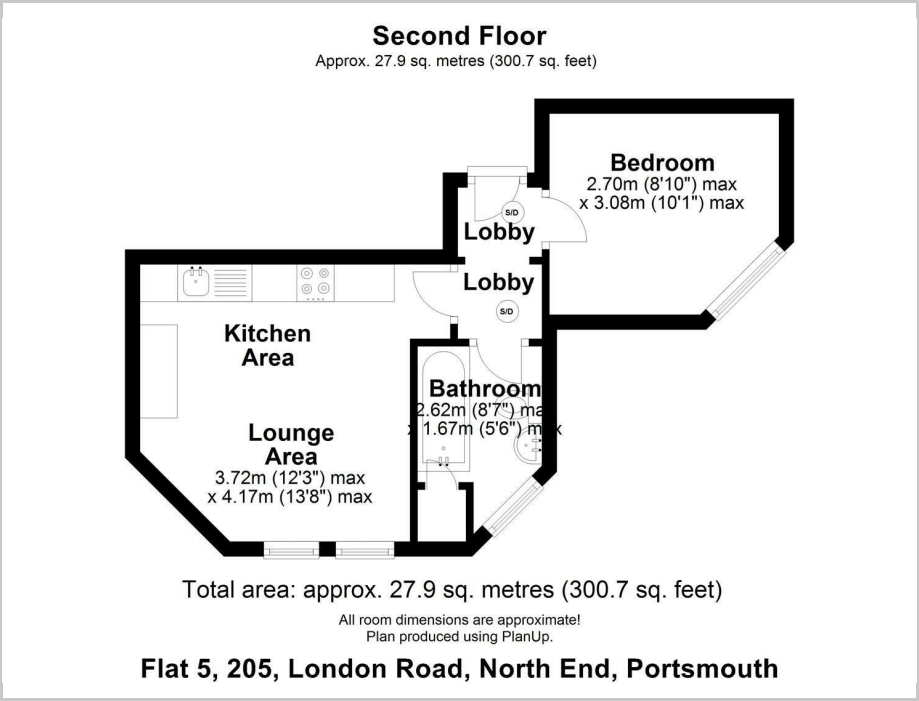 Second Floor
Approx. 27.9 sq. metres (300.7 sq. feet)
Bedroom
2.70m (8'10") max
x 3.08m (10'1") max
S/D
Lobby
Lobby
S/D
Kitchen
Area
Bathroom
2.62m (8'7") ma
x 1.67m (5'6") max
Lounge
Area
3.72m (12'3") max
x 4.17m (13'8") max
Total area: approx. 27.9 sq. metres (300.7 sq. feet)
All room dimensions are approximate!
Plan produced using PlanUp.
Flat 5, 205, London Road, North End, Portsmouth